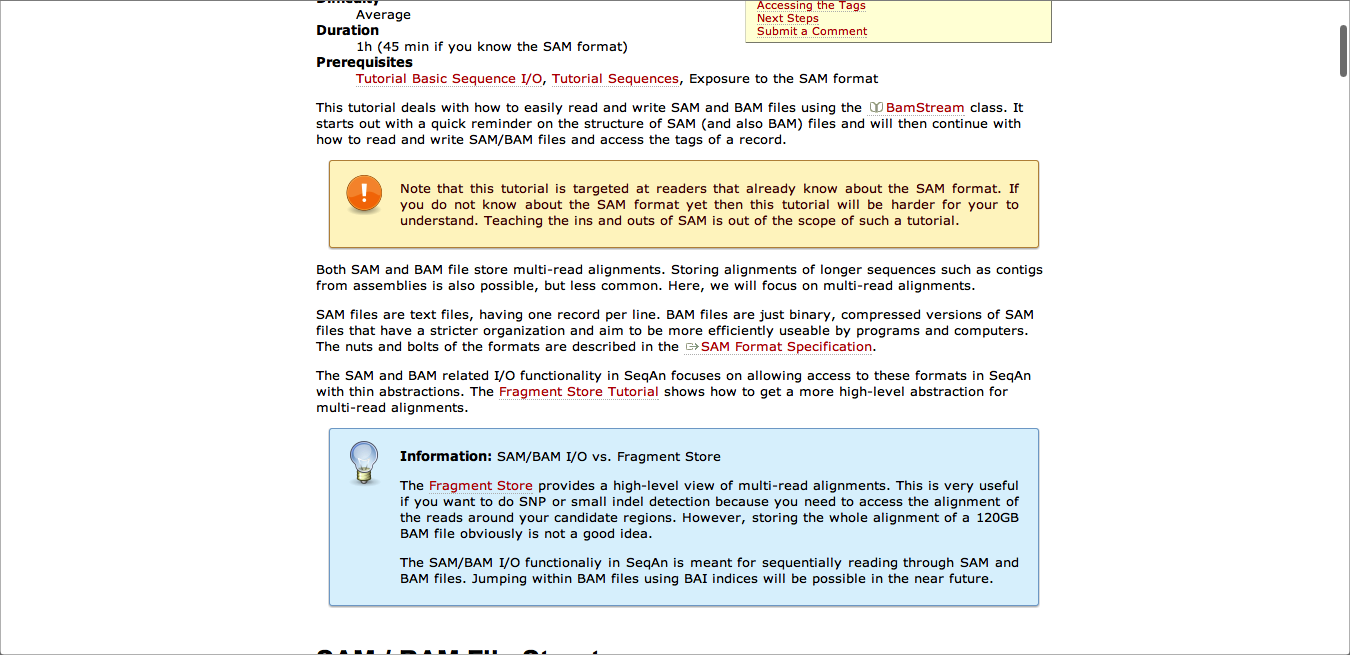 Difficulty
Average
Duration
1h (45 min if you know the SAM format)
Prerequisites
Tutorial Basic Sequence I/O, Tutorial Sequences, Exposure to the SAM format
Accessing the Tags
Next Steps
Submit a Comment
This tutorial deals with how to easily read and write SAM and BAM files using the BamStream class. It
starts out with a quick reminder on the structure of SAM (and also BAM) files and will then continue with
how to read and write SAM/BAM files and access the tags of a record.
Note that this tutorial is targeted at readers that already know about the SAM format. If
you do not know about the SAM format yet then this tutorial will be harder for your to
understand. Teaching the ins and outs of SAM is out of the scope of such a tutorial.
Both SAM and BAM file store multi-read alignments. Storing alignments of longer sequences such as contigs
from assemblies is also possible, but less common. Here, we will focus on multi-read alignments.
SAM files are text files, having one record per line. BAM files are just binary, compressed versions of SAM
files that have a stricter organization and aim to be more efficiently useable by programs and computers.
The nuts and bolts of the formats are described in the SAM Format Specification.
The SAM and BAM related I/O functionality in SeqAn focuses on allowing access to these formats in SeqAn
with thin abstractions. The Fragment Store Tutorial shows how to get a more high-level abstraction for
multi-read alignments.
Information: SAM/BAM I/O vs. Fragment Store
The Fragment Store provides a high-level view of multi-read alignments. This is very useful
if you want to do SNP or small indel detection because you need to access the alignment of
the reads around your candidate regions. However, storing the whole alignment of a 120GB
BAM file obviously is not a good idea.
The SAM/BAM I/O functionaliy in SeqAn is meant for sequentially reading through SAM and
BAM files. Jumping within BAM files using BAI indices will be possible in the near future.
SAM / BAM File